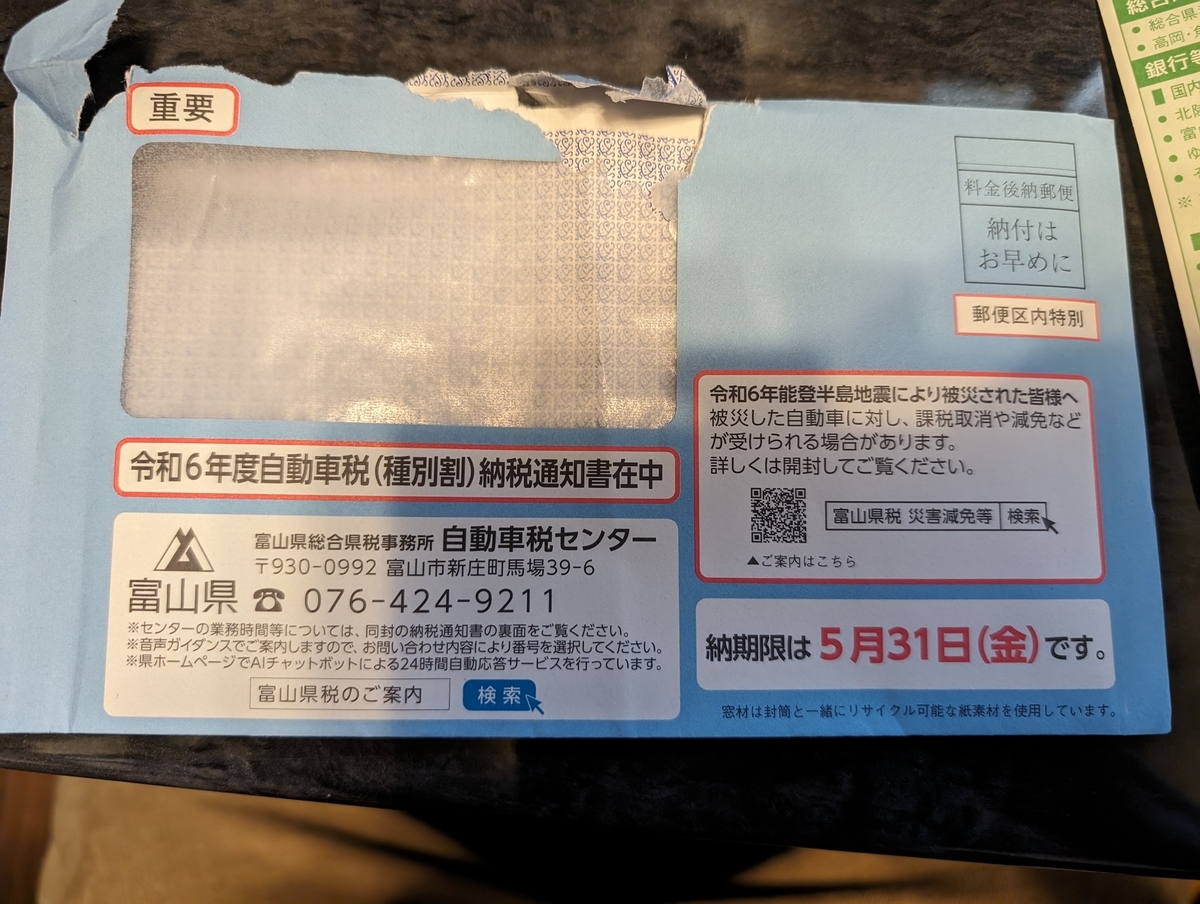 重要
料金後納郵便
納付は
お早めに
郵便区内特別
令和6年能登半島地震により被災された皆様へ
被災した自動車に対し、課税取消や減免など
が受けられる場合があります。
詳しくは開封してご覧ください。
富山県税 災害減免等 検索
▲ご案内はこちら
令和6年度自動車税(種別割)納税通知書在中
富山県総合県税事務所 自動車税センター
〒930-0992 富山市新庄町馬場39-6
富山県 ☎ 076-424-9211
※センターの業務時間等については、同封の納税通知書の裏面をご覧ください。
※音声ガイダンスでご案内しますので、お問い合わせ内容により番号を選択してください。
※県ホームページでAIチャットボットによる24時間自動応答サービスを行っています。
富山県税のご案内 検索
納期限は5月31日(金)です。
窓材は封筒と一緒にリサイクル可能な紙素材を使用しています。
総合
・総合県
・高岡・
銀行等
国内
・北陸
・富
・ゆ
※